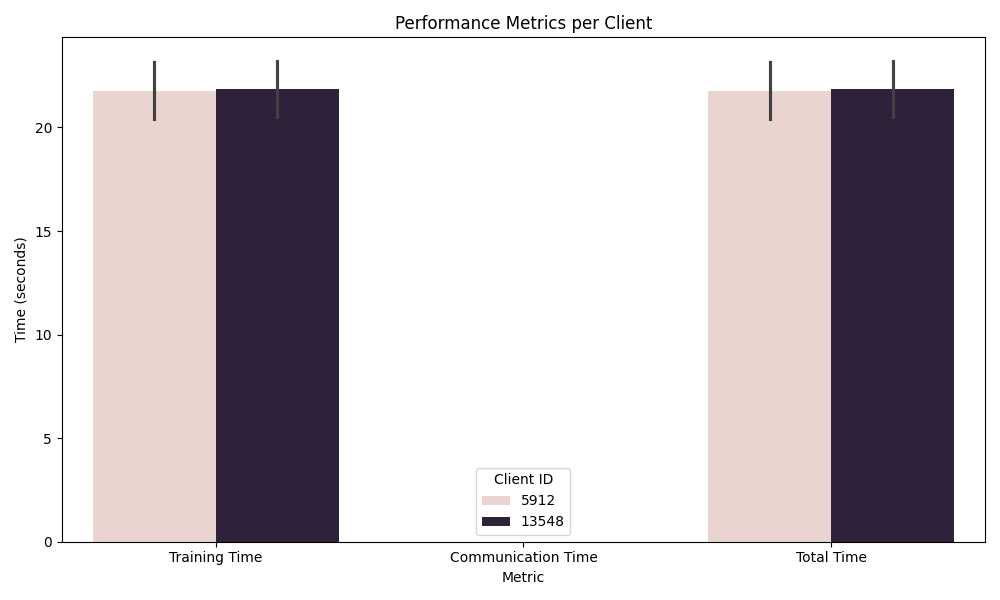 Performance Metrics per Client
Time (seconds)
20
15
10
5
0
Client ID
5912
13548
Training Time
Communication Time
Total Time
Metric